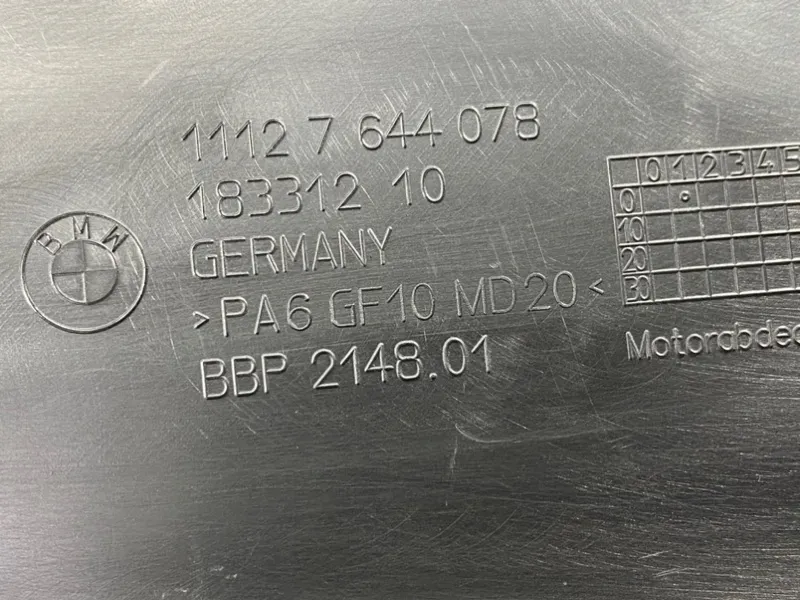 BMW
1112 7 644 078
183312 10
GERMANY
>PA6 GF10 MD20<
BBP 2148.01
0 1 2 3 4 5
0
10
20
30
Motorabdec